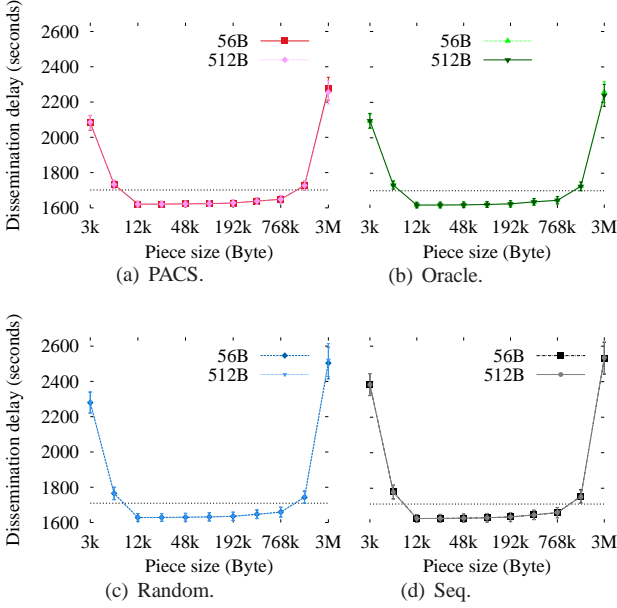 Dissemination delay (seconds)
2600
2400
2200
2000
1800
1600
56B
512B
3k 12k 48k 192k 768k 3M
Piece size (Byte)
(a) PACS.
56B
512B
3k 12k 48k 192k 768k 3M
Piece size (Byte)
(b) Oracle.
Dissemination delay (seconds)
2600
2400
2200
2000
1800
1600
56B
512B
3k 12k 48k 192k 768k 3M
Piece size (Byte)
(c) Random.
56B
512B
3k 12k 48k 192k 768k 3M
Piece size (Byte)
(d) Seq.